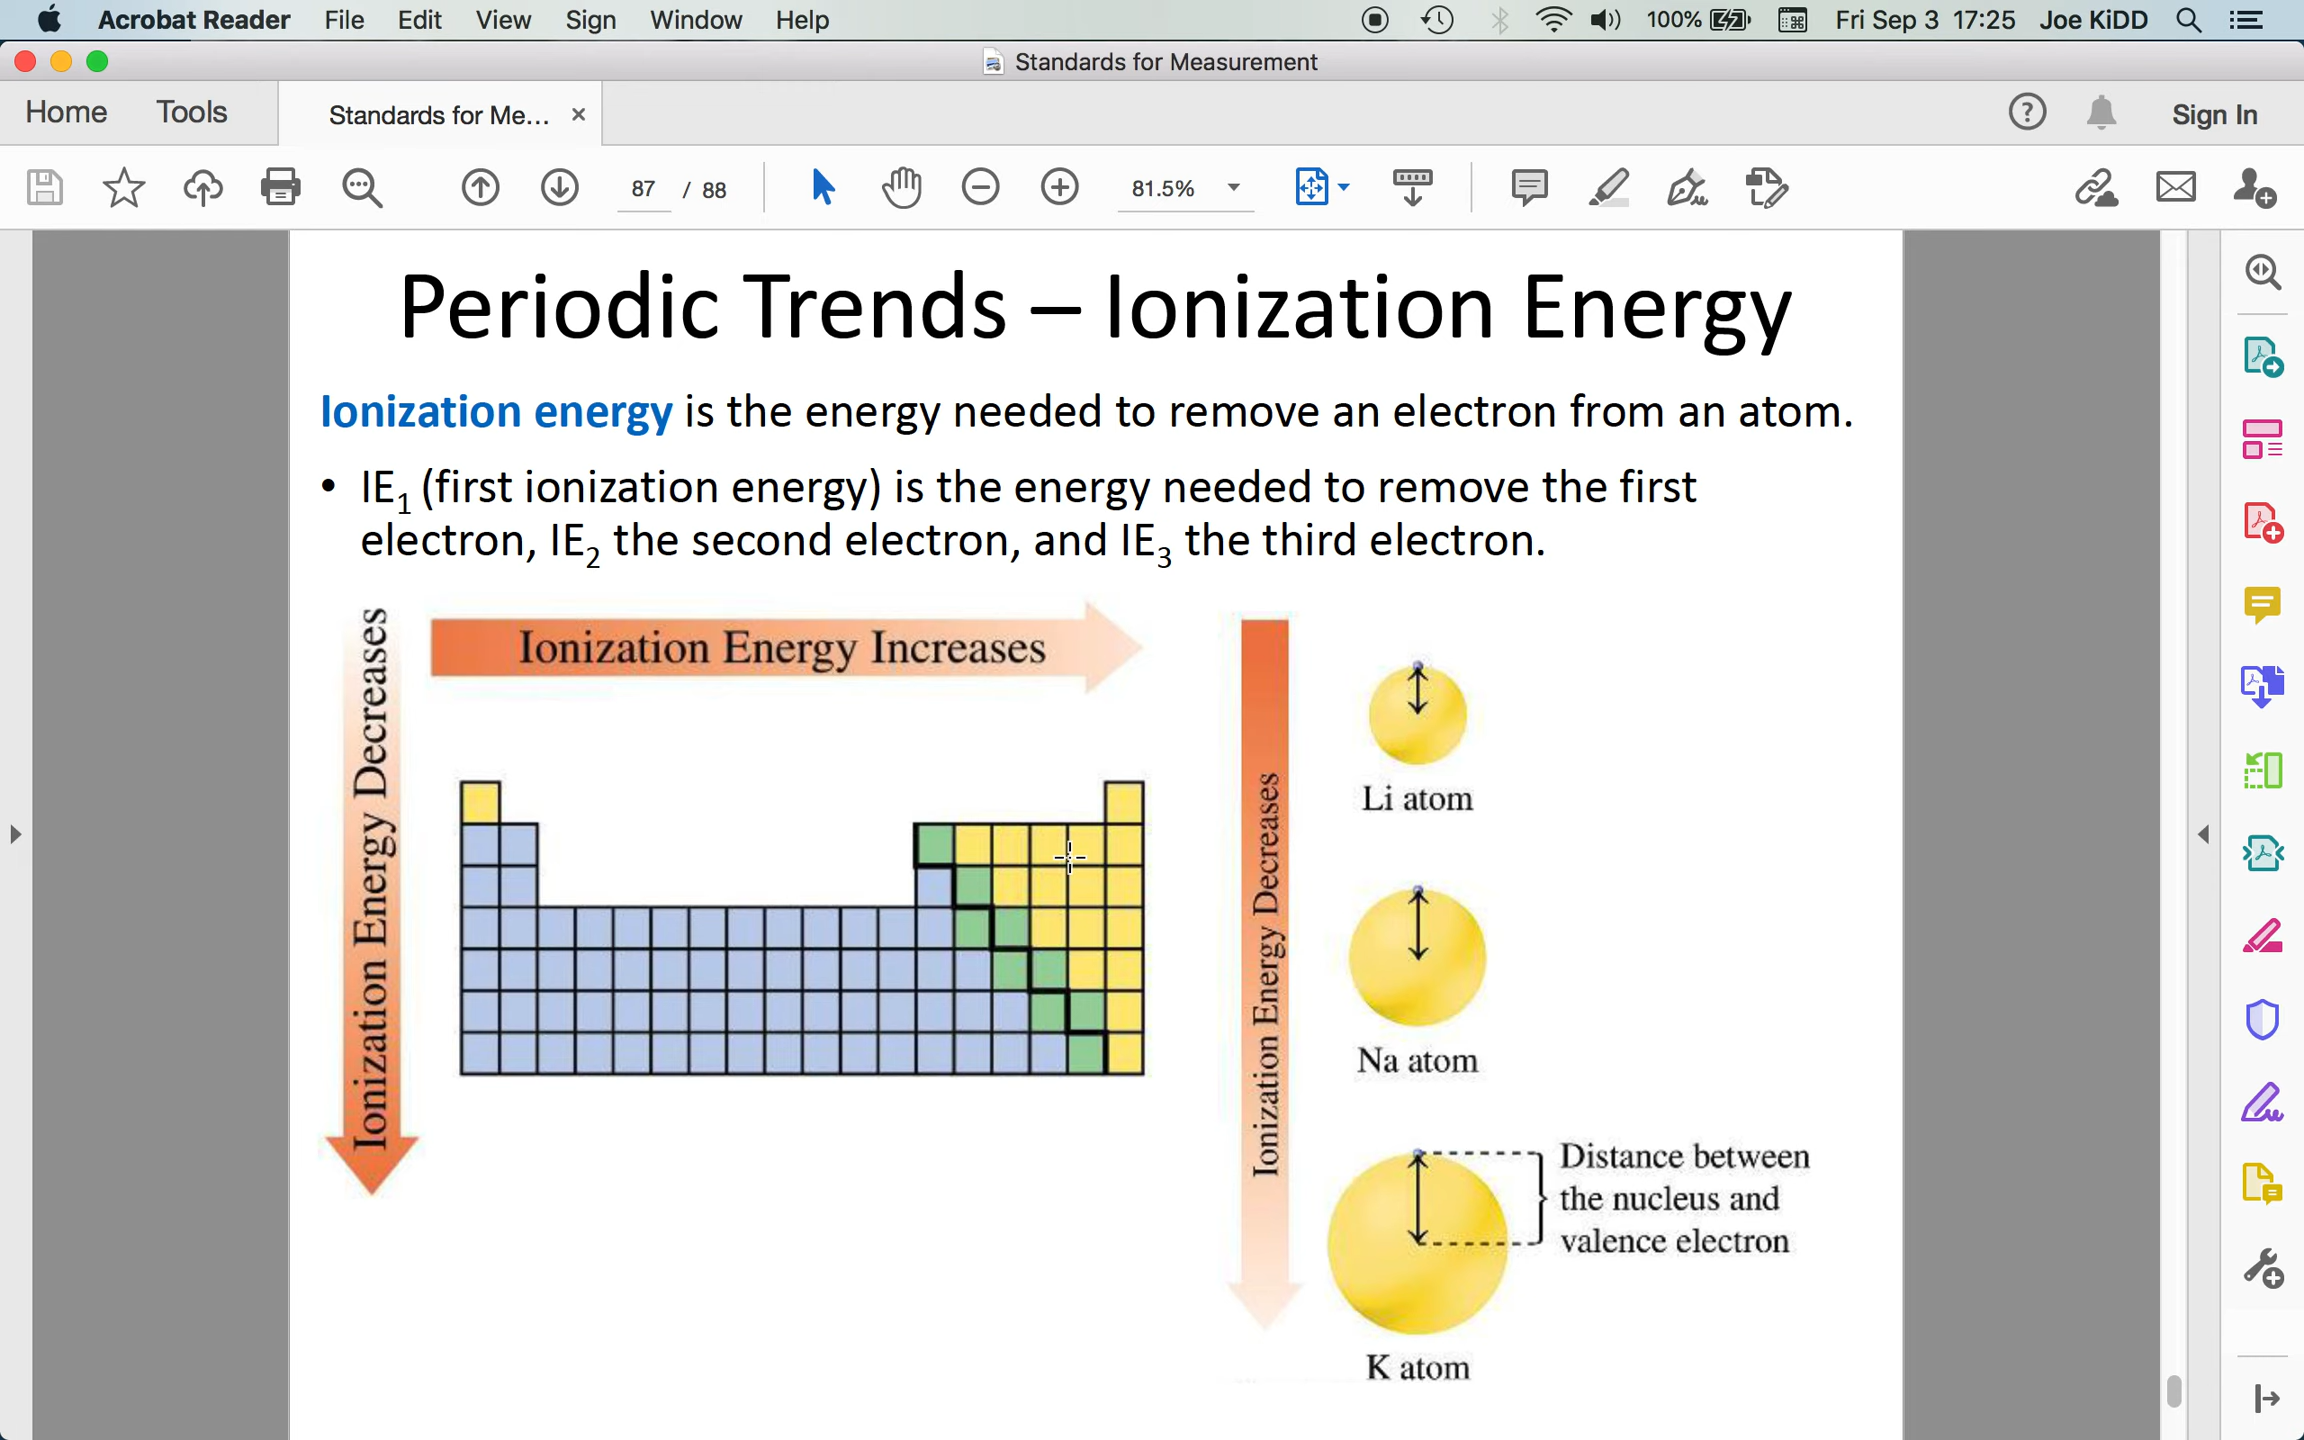 Acrobat Reader File Edit View Sign Window Help 100% Fri Sep 3 17:25 Joe KiDD
Standards for Measurement
Home Tools Standards for Me... × Sign In
87 / 88 81.5%
Periodic Trends – Ionization Energy
Ionization energy is the energy needed to remove an electron from an atom.
• IE1 (first ionization energy) is the energy needed to remove the first
electron, IE2 the second electron, and IE3 the third electron.
Ionization Energy Decreases
Ionization Energy Increases
Ionization Energy Decreases
Li atom
Na atom
Distance between
the nucleus and
valence electron
K atom